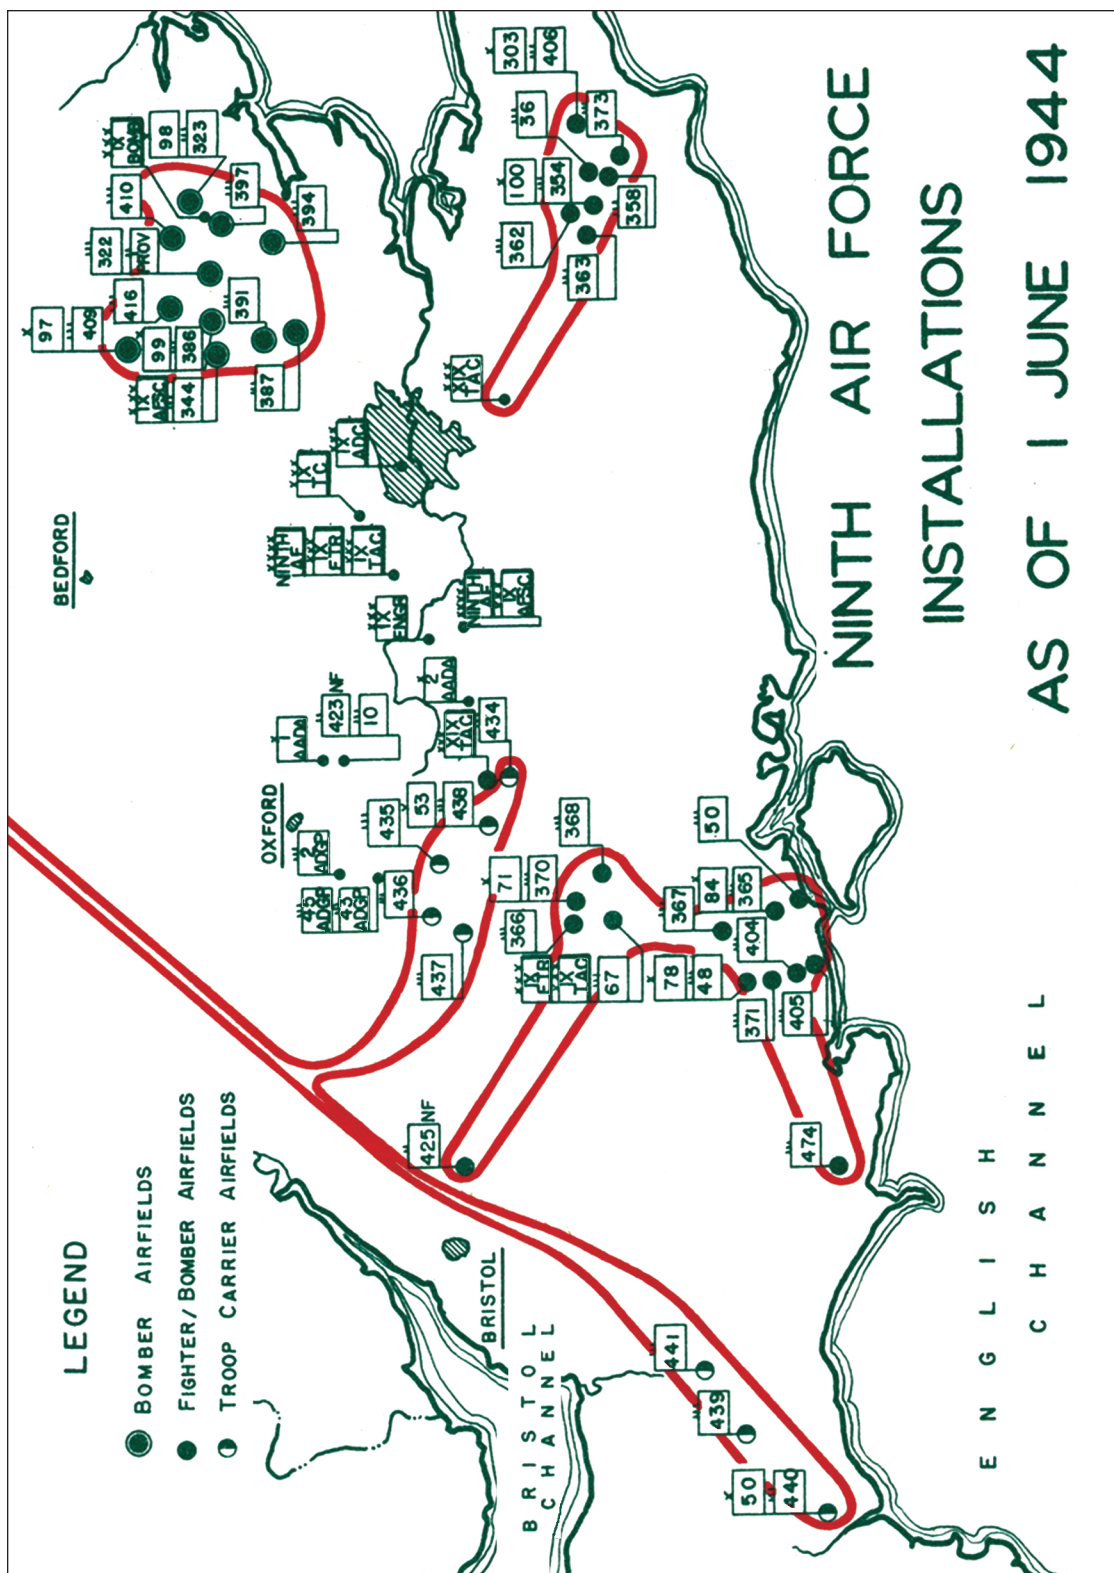 NINTH AIR FORCE
INSTALLATIONS
AS OF 1 JUNE 1944
LEGEND
BOMBER AIRFIELDS
FIGHTER/BOMBER AIRFIELDS
TROOP CARRIER AIRFIELDS
BEDFORD
OXFORD
BRISTOL
BRISTOL
CHANNEL
ENGLISH
CHANNEL
97
409
322
1
PROV
410
IX
BOMB
98
323
416
99
386
391
397
394
IX
AFSC
344
387
303
406
36
373
100
354
358
362
363
XIX
TAC
IX
TC
IX
ADC
NINTH
AF
IX
FTR
IX
TAC
IX
ENGR
NINTH
AF
IX
AFSC
1
AADA
423 NF
10
2
AADA
XIX
TAC
434
2
ADGP
45
ADGP
43
ADGP
435
53
438
436
437
71
370
368
366
IX
FTR
IX
TAC
67
50
367
84
365
78
48
404
371
405
425 NF
474
441
439
50
440